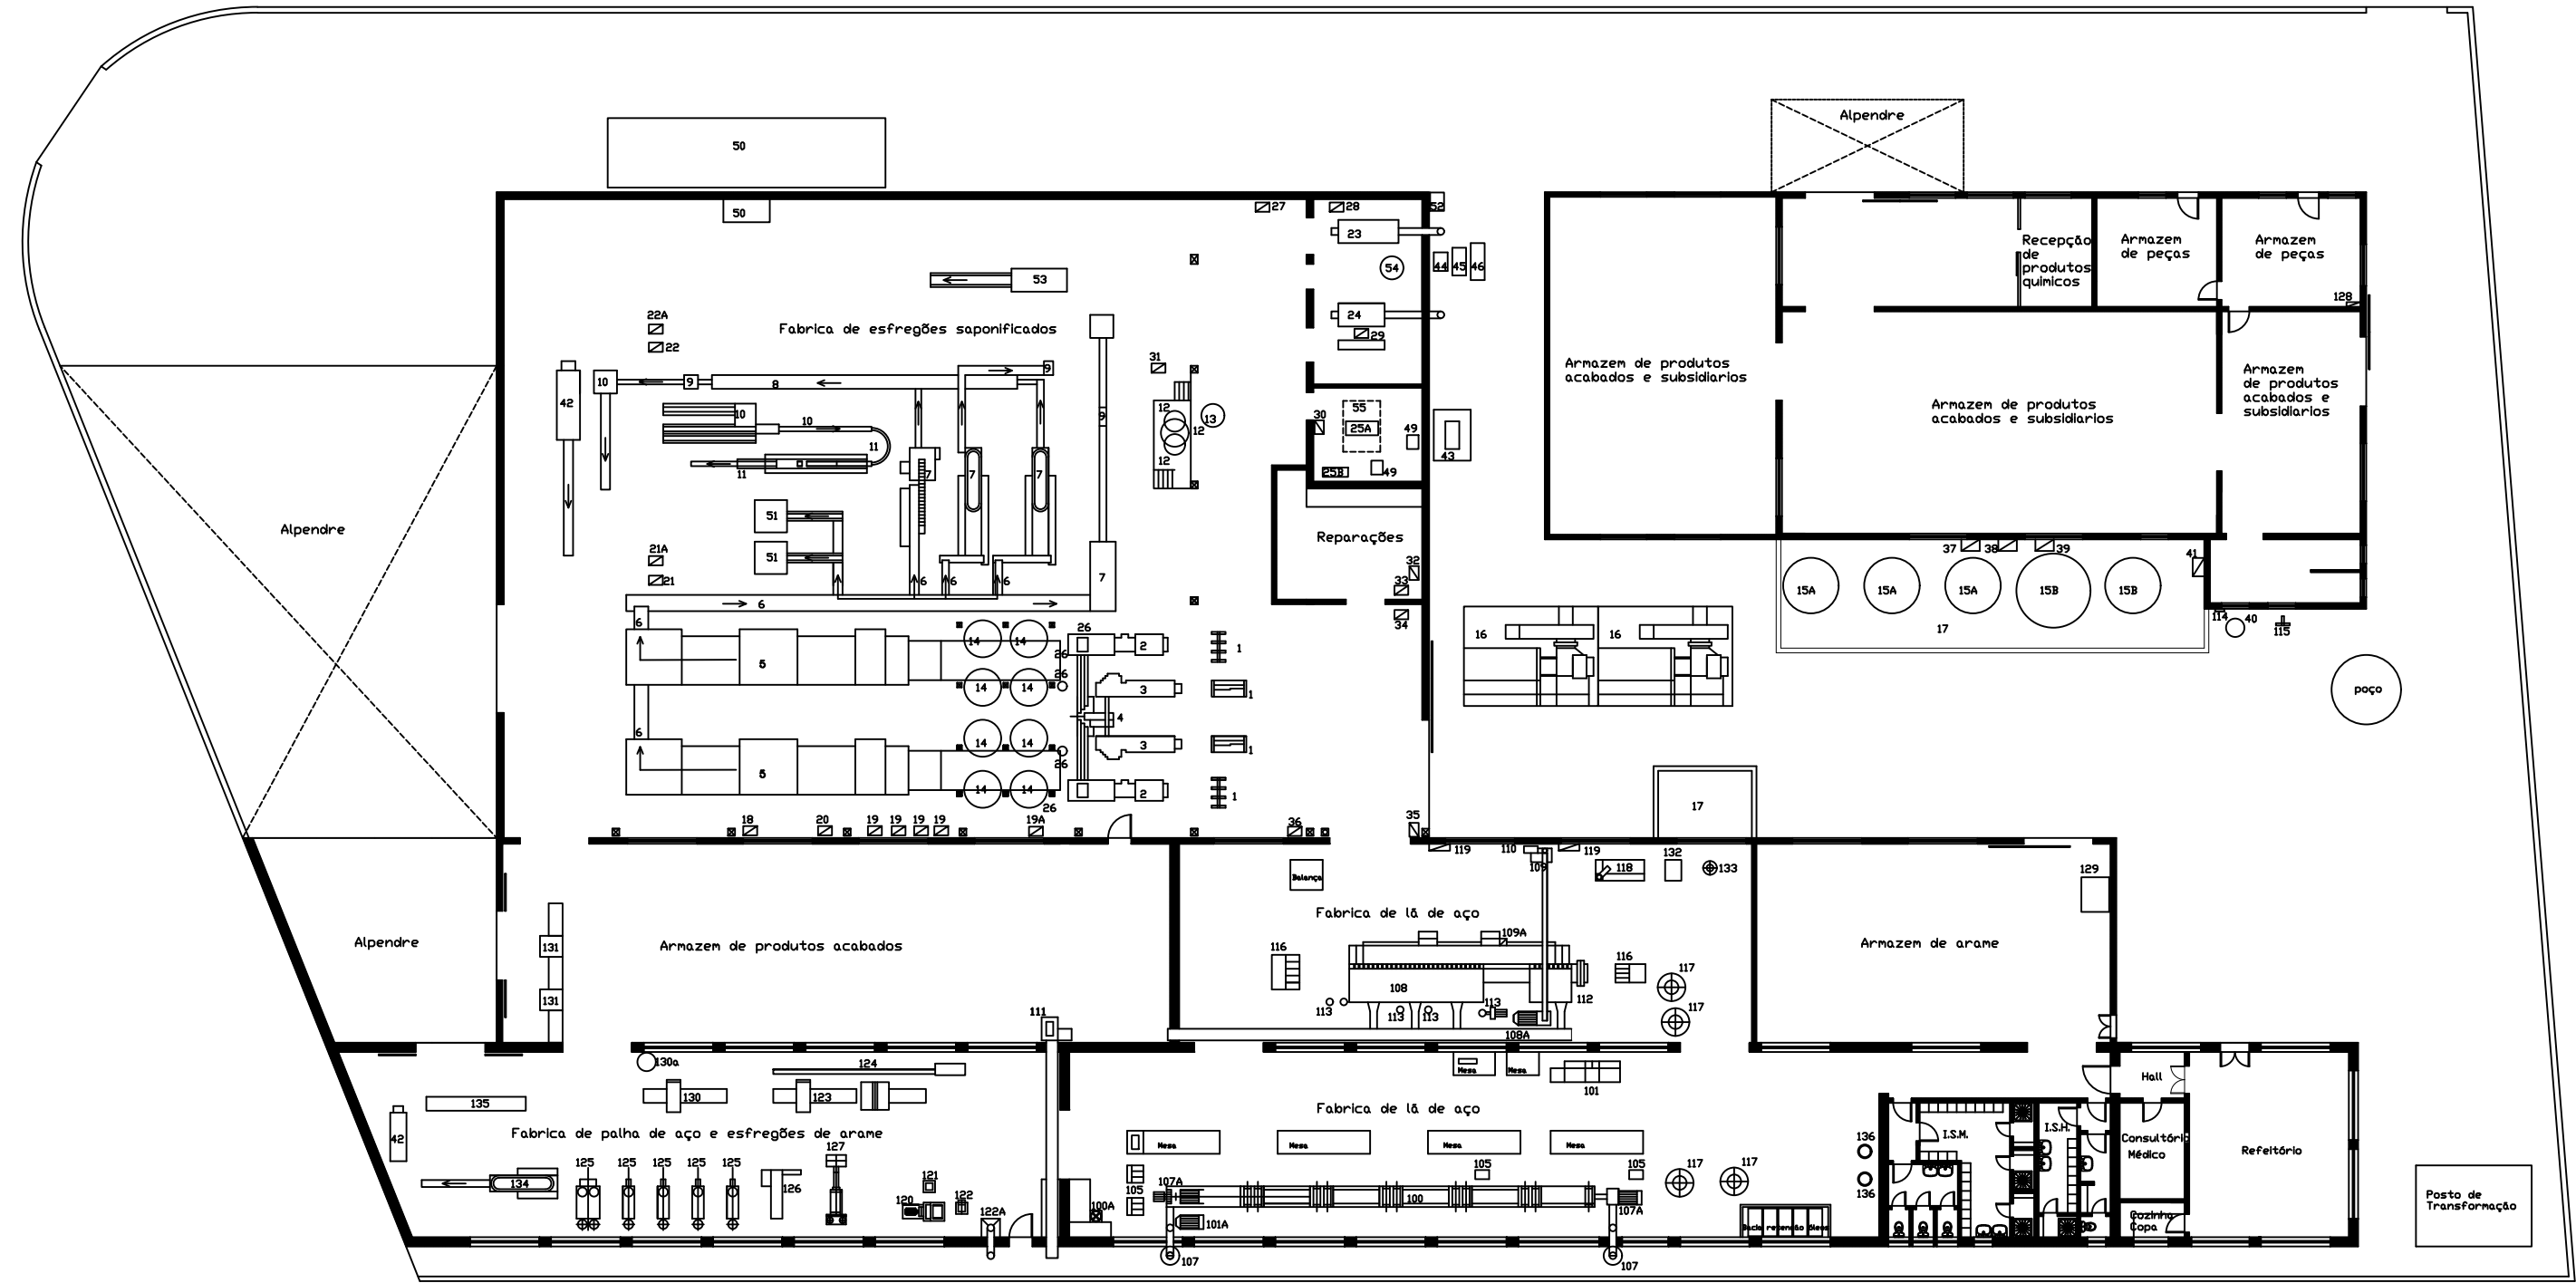 Alpendre
50
50
27
28
52
23
54
44
45
46
53
24
29
Recepção
de
produtos
quimicos
Armazem
de peças
Armazem
de peças
128
22A
22
Fabrica de esfregões saponificados
31
9
42
10
9
8
10
10
11
11
7
7
7
9
12
12
12
13
30
55
25A
49
25B
49
43
Armazem de produtos
acabados e subsidiarios
Armazem de produtos
acabados e subsidiarios
Armazem
de produtos
acabados e
subsidiarios
Alpendre
51
51
21A
21
6
6
6
6
7
Reparações
32
33
34
37
38
39
41
15A
15A
15A
15B
15B
17
114
40
115
6
5
14
14
26
26
2
1
16
16
26
14
14
3
1
4
poço
6
5
14
14
26
3
1
14
14
26
2
1
17
18
20
19
19
19
19
19A
36
35
119
110
109
119
118
132
133
129
Balança
Fabrica de lã de aço
Alpendre
131
131
Armazem de produtos acabados
Armazem de arame
109A
116
116
117
108
112
113
113
113
113
117
111
108A
130a
124
Mesa
Mesa
101
Hall
135
130
123
Fabrica de lã de aço
42
Fabrica de palha de aço e esfregões de arame
127
Mesa
Mesa
Mesa
Mesa
136
I.S.M.
I.S.H.
Consultório
Médico
Refeitório
125
125
125
125
125
134
126
121
120
122
122A
105
107A
105
105
117
117
136
100
100A
101A
107A
107
107
Bacia retenção óleos
Cozinha
Copa
Posto de
Transformação